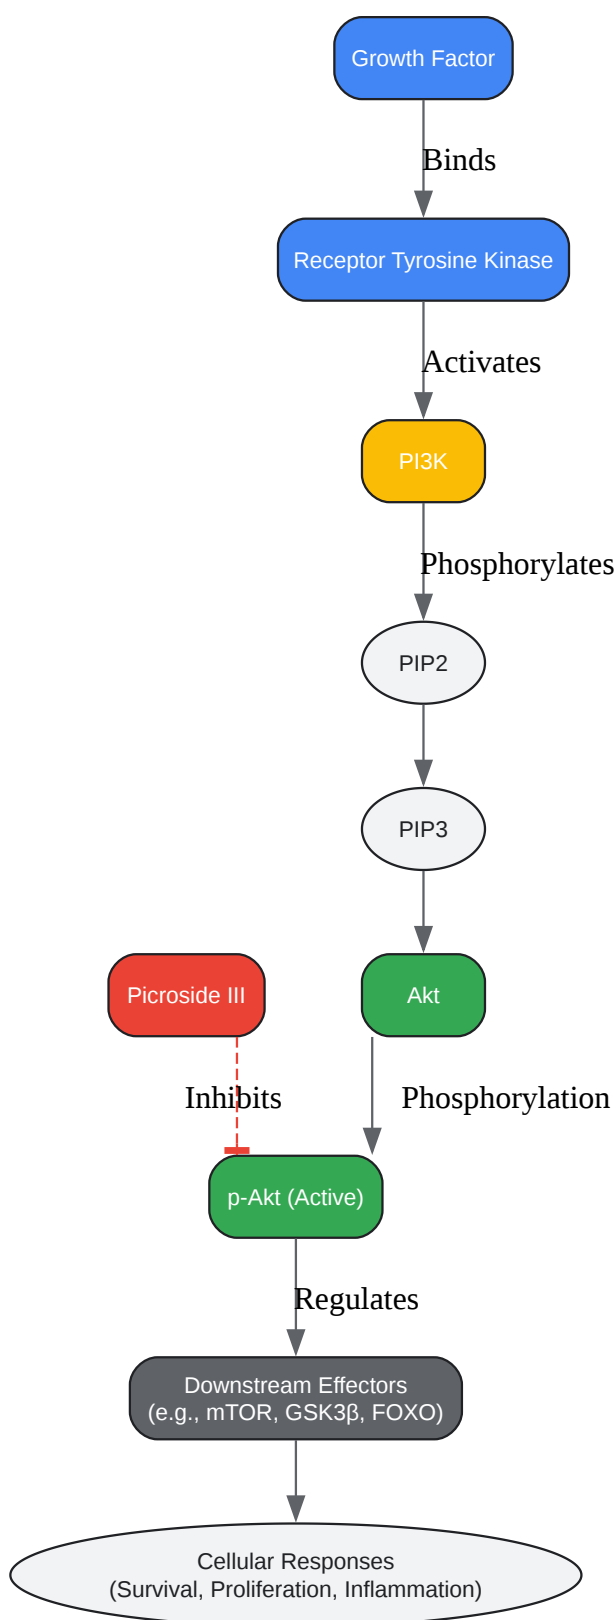 Growth Factor
Binds
Receptor Tyrosine Kinase
Activates
PI3K
Phosphorylates
PIP2
PIP3
Picroside III
Akt
Inhibits
Phosphorylation
p-Akt (Active)
Regulates
Downstream Effectors
(e.g., mTOR, GSK3β, FOXO)
Cellular Responses
(Survival, Proliferation, Inflammation)